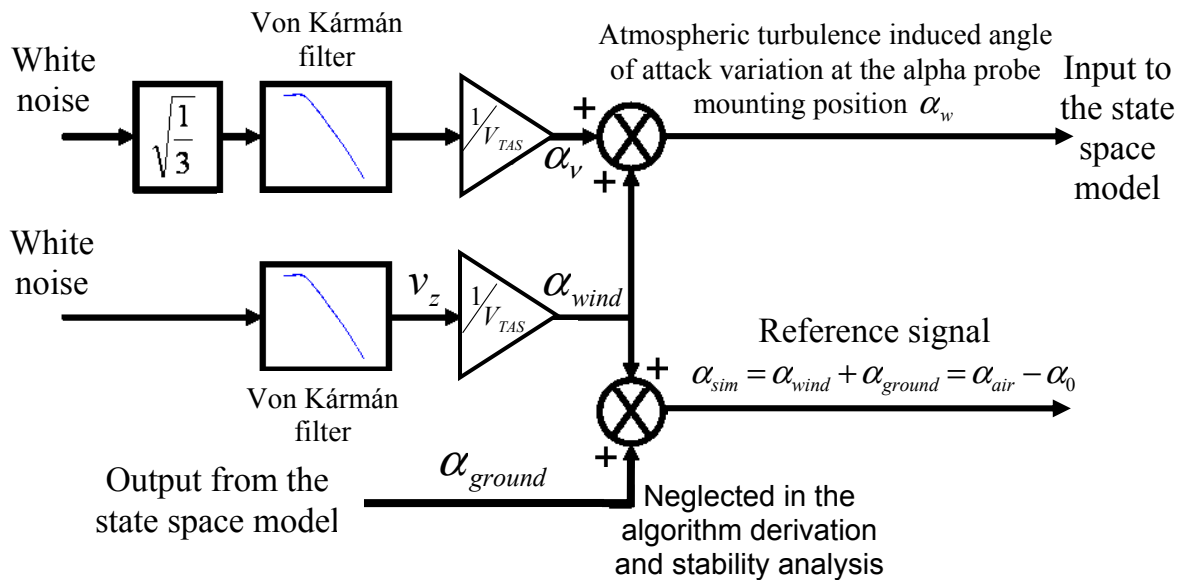 White
noise
√1/3
Von Kármán
filter
1/V_TAS
α_v
+
+
Atmospheric turbulence induced angle
of attack variation at the alpha probe
mounting position α_w
Input to
the state
space
model
White
noise
Von Kármán
filter
v_z
1/V_TAS
α_wind
+
+
Reference signal
α_sim = α_wind + α_ground = α_air − α_0
Output from the
state space model
α_ground
Neglected in the
algorithm derivation
and stability analysis